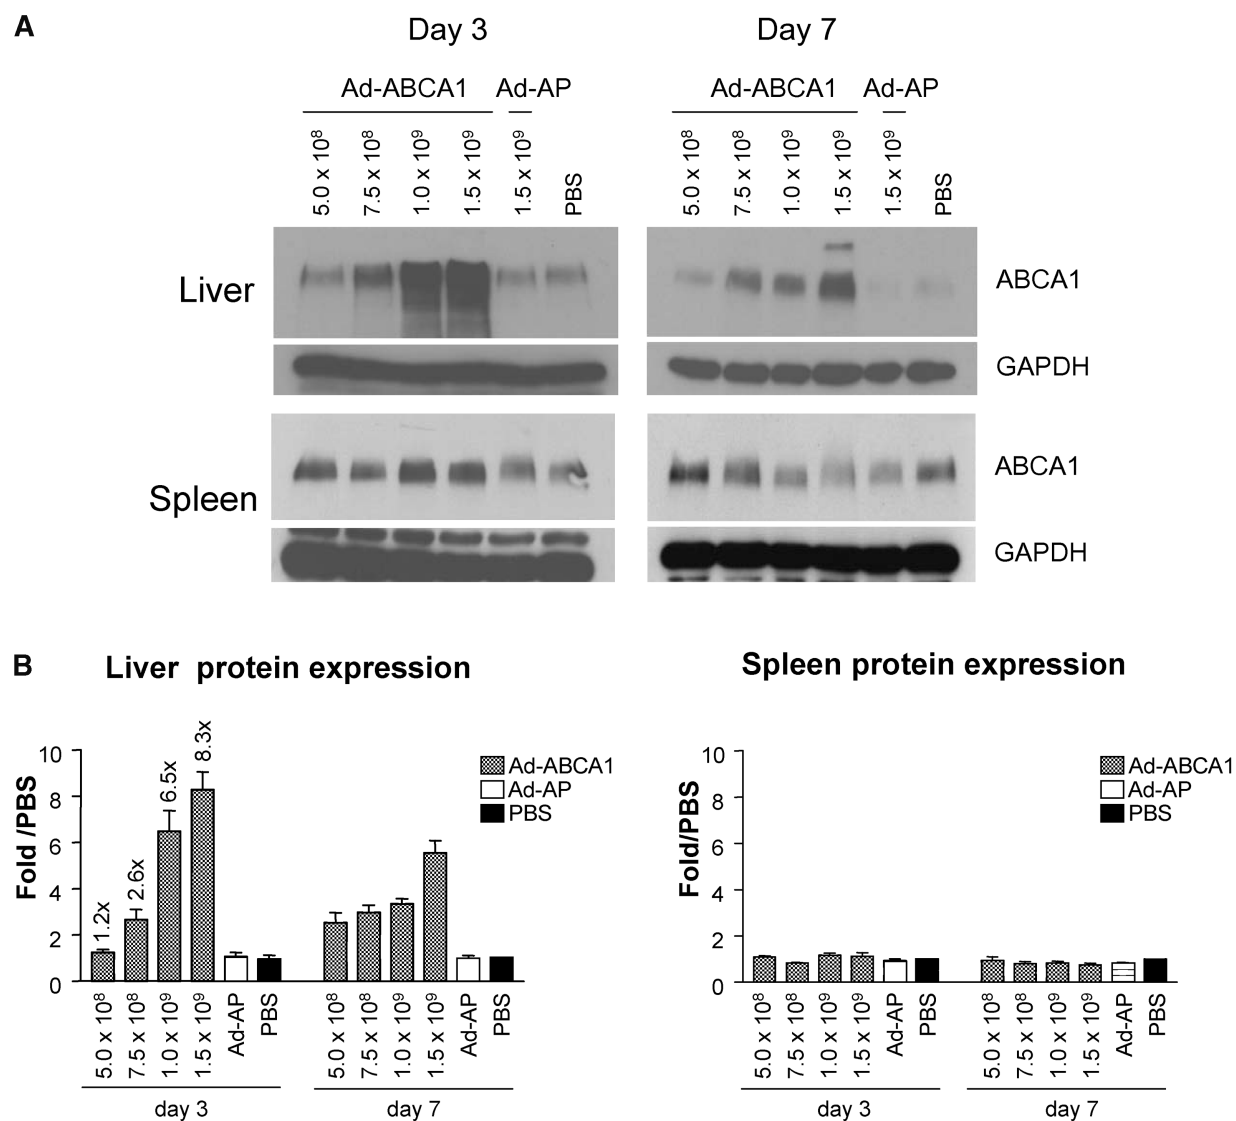 A
Day 3 Day 7
Ad-ABCA1 Ad-AP Ad-ABCA1 Ad-AP
5.0 x 10⁸ 7.5 x 10⁸ 1.0 x 10⁹ 1.5 x 10⁹ 1.5 x 10⁹ PBS 5.0 x 10⁸ 7.5 x 10⁸ 1.0 x 10⁹ 1.5 x 10⁹ 1.5 x 10⁹ PBS
Liver ABCA1
GAPDH
Spleen ABCA1
GAPDH
B
Liver protein expression
Fold /PBS
10
8
6
4
2
0
1.2x 2.6x 6.5x 8.3x
Ad-ABCA1
Ad-AP
PBS
5.0 x 10⁸ 7.5 x 10⁸ 1.0 x 10⁹ 1.5 x 10⁹ Ad-AP PBS 5.0 x 10⁸ 7.5 x 10⁸ 1.0 x 10⁹ 1.5 x 10⁹ Ad-AP PBS
day 3 day 7
Spleen protein expression
Fold/PBS
10
8
6
4
2
0
Ad-ABCA1
Ad-AP
PBS
5.0 x 10⁸ 7.5 x 10⁸ 1.0 x 10⁹ 1.5 x 10⁹ Ad-AP PBS 5.0 x 10⁸ 7.5 x 10⁸ 1.0 x 10⁹ 1.5 x 10⁹ Ad-AP PBS
day 3 day 7